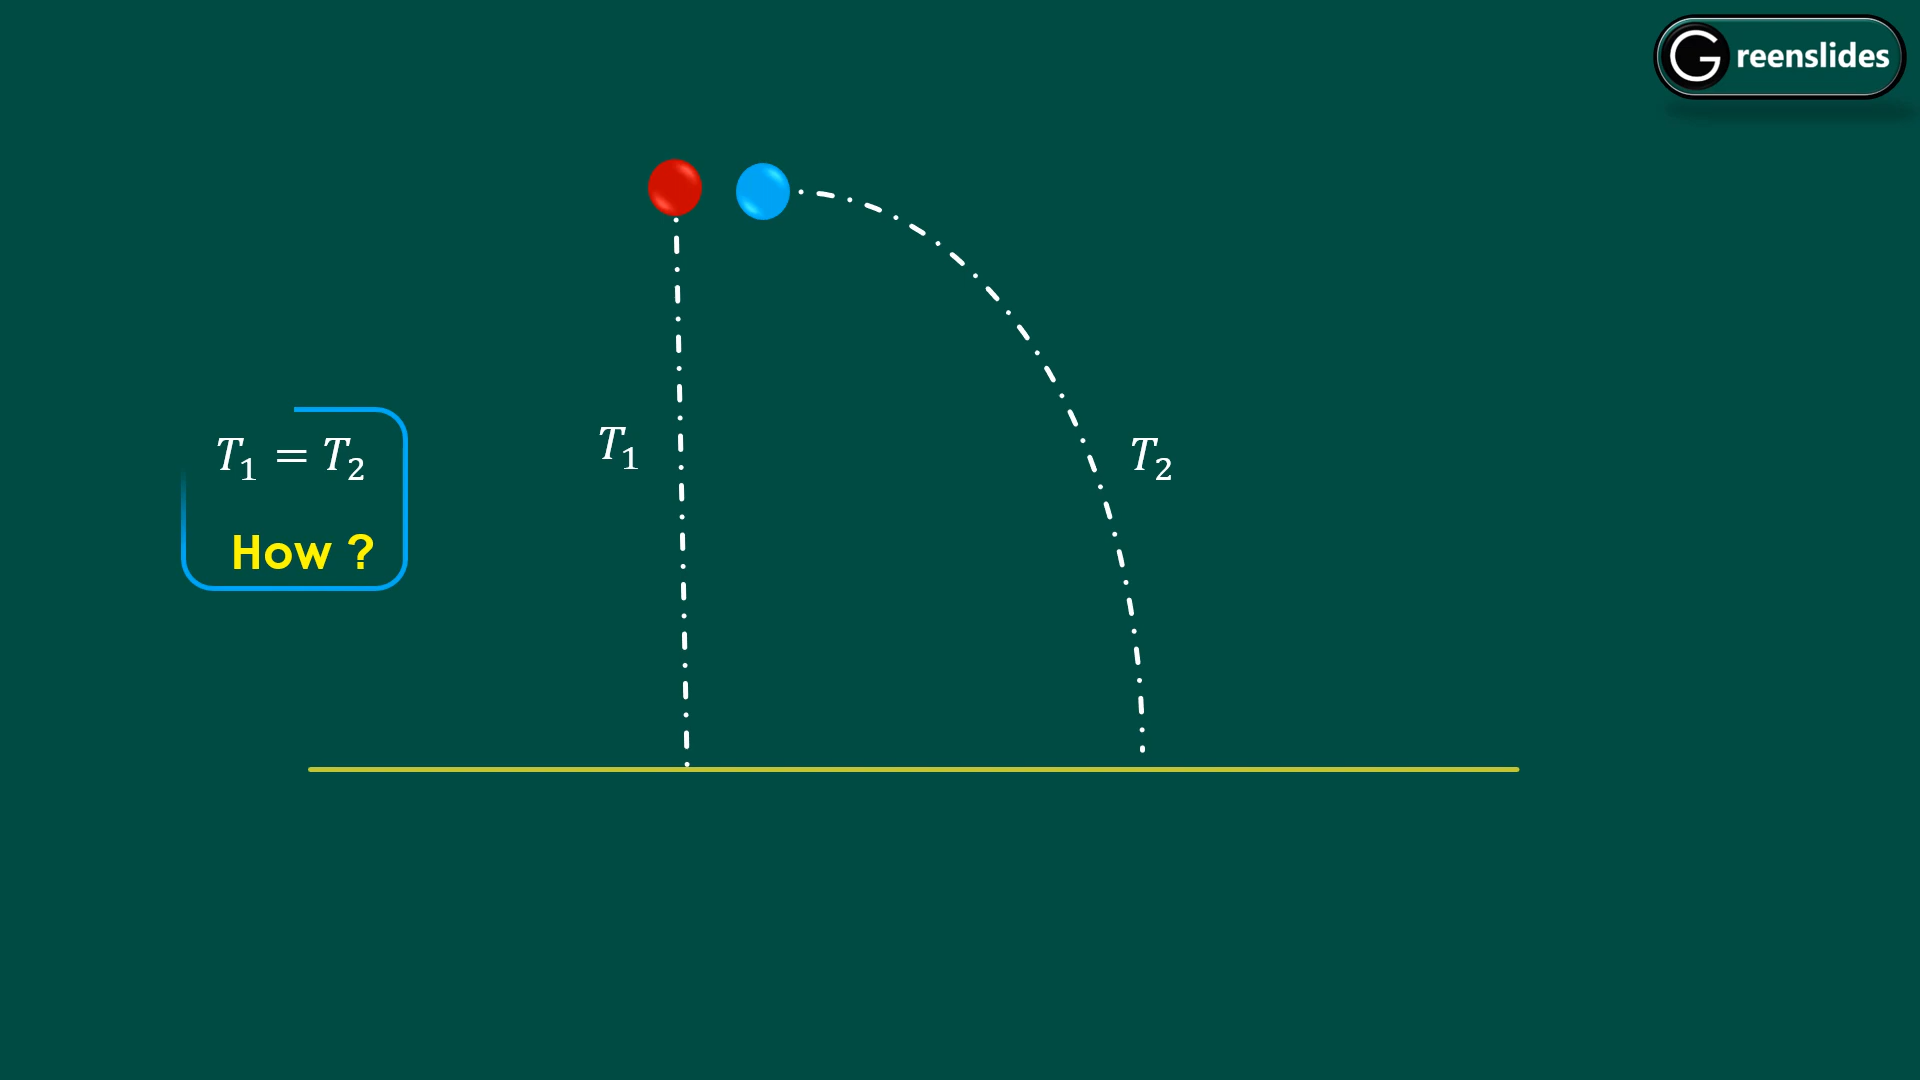 Greenslides
T₁ = T₂
How ?
T₁
T₂